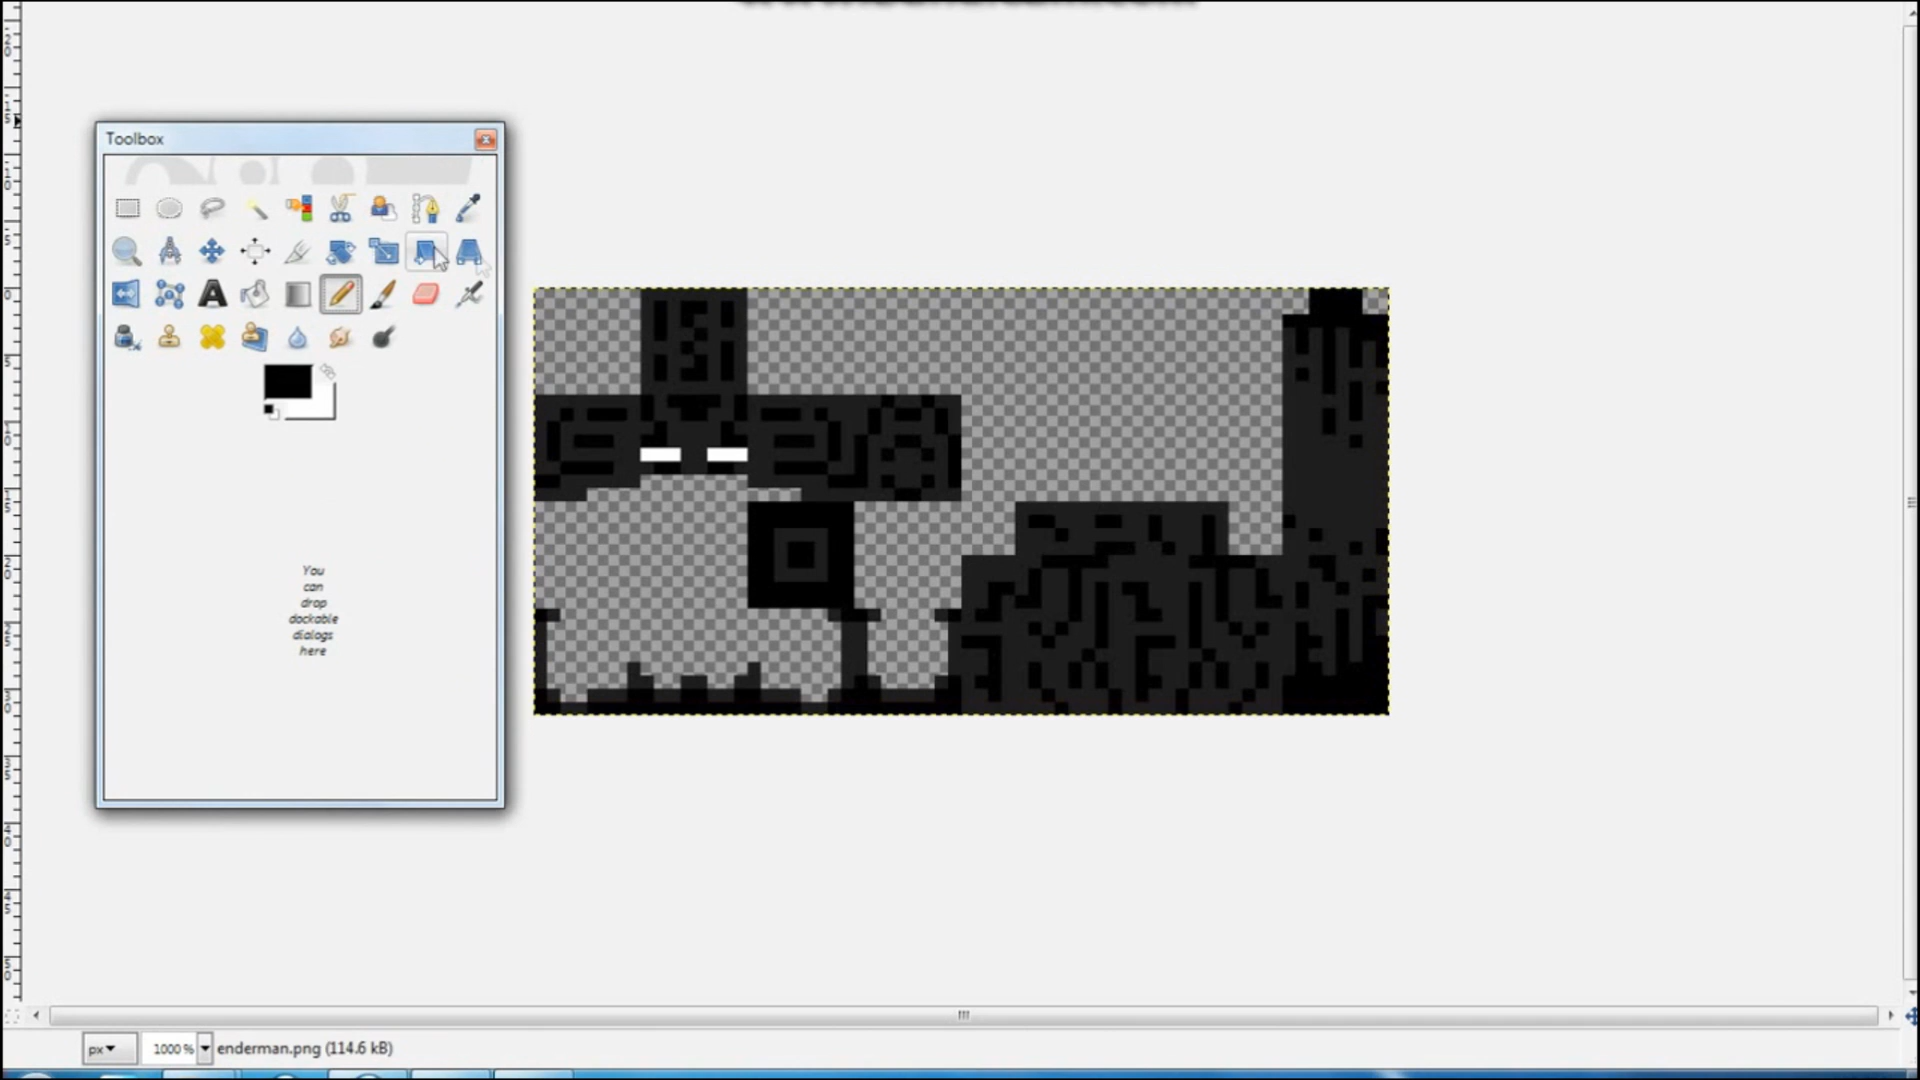 Toolbox
You
can
drop
dockable
dialogs
here
px
1000 %
enderman.png (114.6 kB)